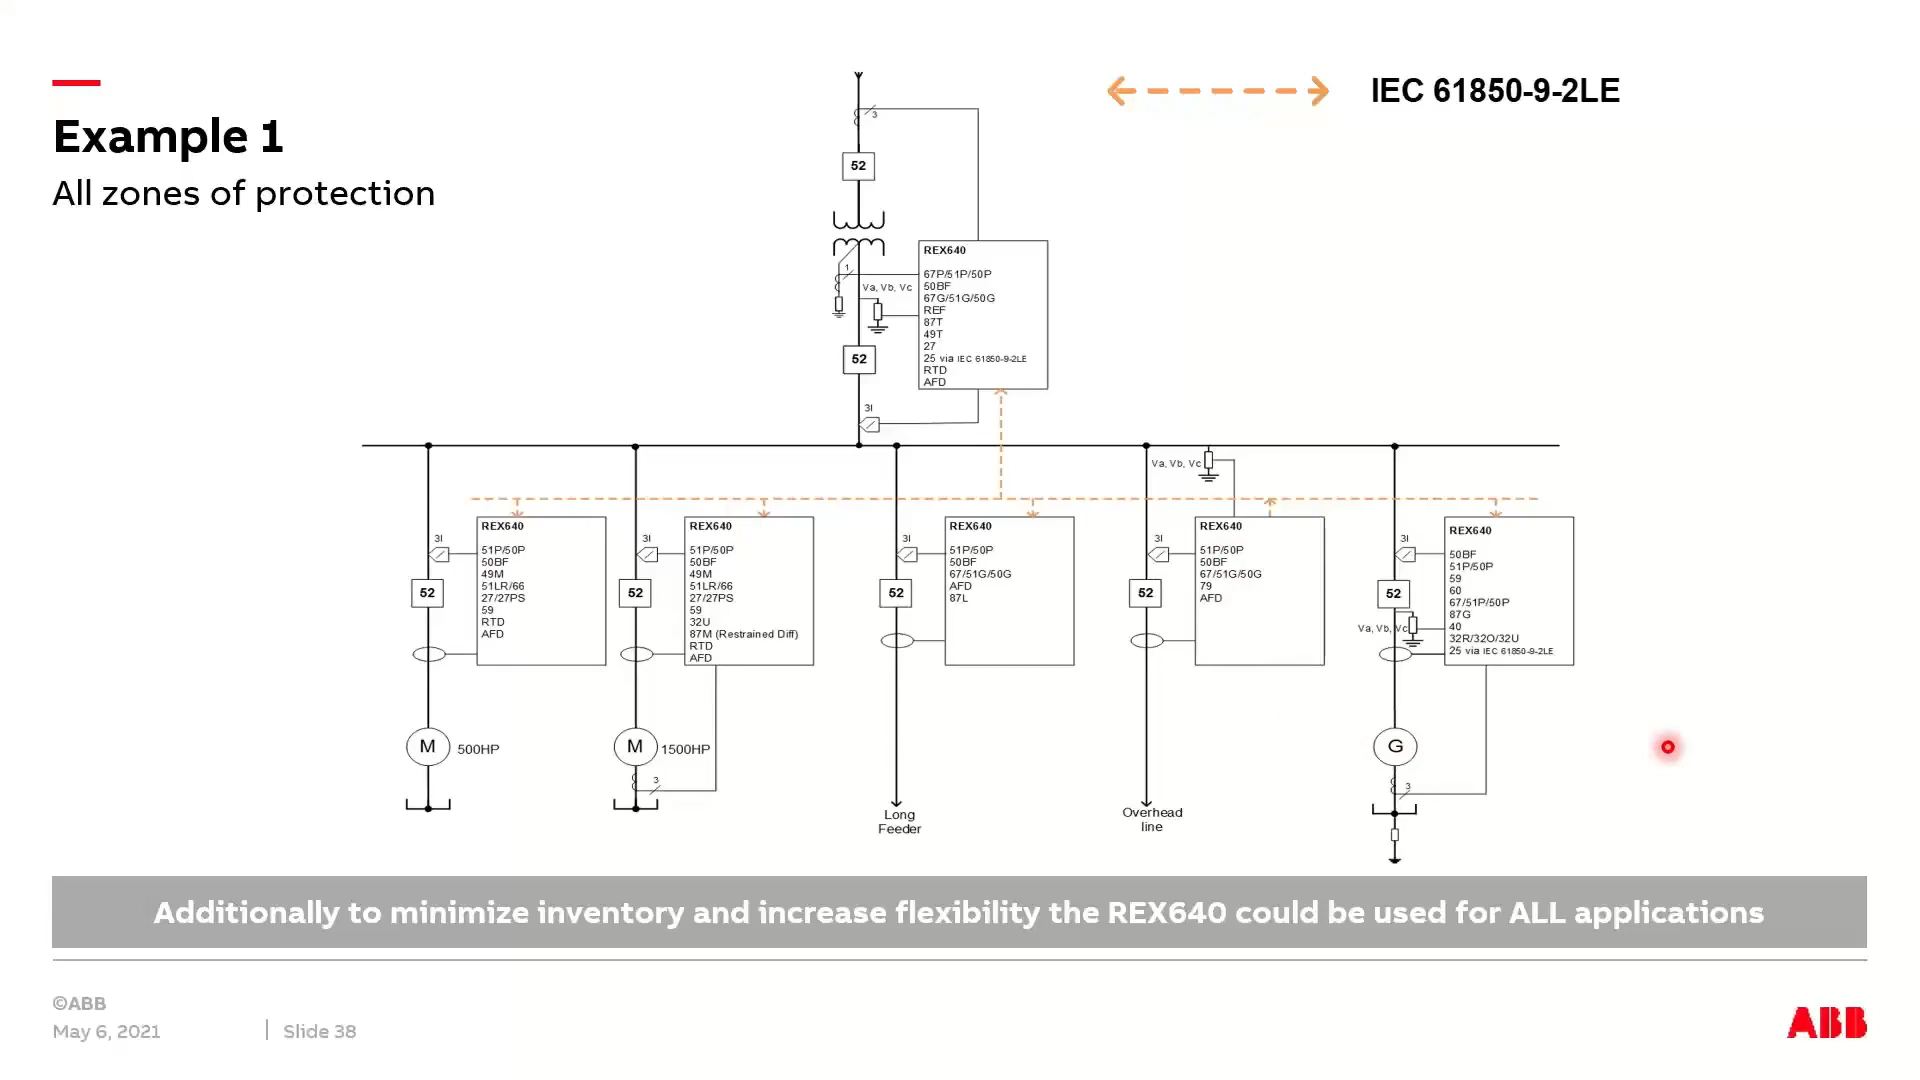 IEC 61850-9-2LE
Example 1
All zones of protection
3
52
REX640
67P/51P/50P
50BF
67G/51G/50G
REF
87T
49T
27
25 via IEC 61850-9-2LE
RTD
AFD
1
Va, Vb, Vc
52
3I
Va, Vb, Vc
3I
52
REX640
51P/50P
50BF
49M
51LR/66
27/27PS
59
RTD
AFD
M
500HP
3I
52
REX640
51P/50P
50BF
49M
51LR/66
27/27PS
59
32U
87M (Restrained Diff)
RTD
AFD
M
1500HP
3
3I
52
REX640
51P/50P
50BF
67/51G/50G
AFD
87L
Long
Feeder
3I
52
REX640
51P/50P
50BF
67/51G/50G
79
AFD
Overhead
line
3I
52
Va, Vb, Vc
REX640
50BF
51P/50P
59
60
67/51P/50P
87G
40
32R/32O/32U
25 via IEC 61850-9-2LE
G
3
Additionally to minimize inventory and increase flexibility the REX640 could be used for ALL applications
©ABB
May 6, 2021
Slide 38
ABB